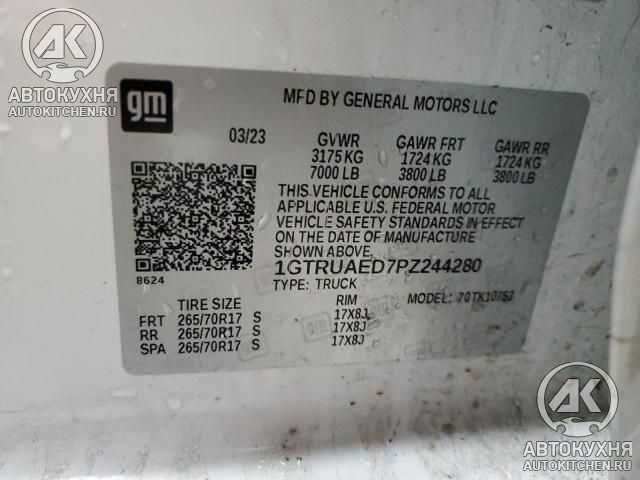 АВТОКУХНЯ
AUTOKITCHEN.RU
gm
MFD BY GENERAL MOTORS LLC
03/23 GVWR GAWR FRT GAWR RR
3175 KG 1724 KG 1724 KG
7000 LB 3800 LB 3800 LB
THIS VEHICLE CONFORMS TO ALL
APPLICABLE U.S. FEDERAL MOTOR
VEHICLE SAFETY STANDARDS IN EFFECT
ON THE DATE OF MANUFACTURE
SHOWN ABOVE.
8624
1GTRUAED7PZ244280
TYPE: TRUCK MODEL:
TIRE SIZE RIM
FRT 265/70R17 S 17X8J
RR 265/70R17 S 17X8J
SPA 265/70R17 S 17X8J
АК
АВТОКУХНЯ
AUTOKITCHEN.RU